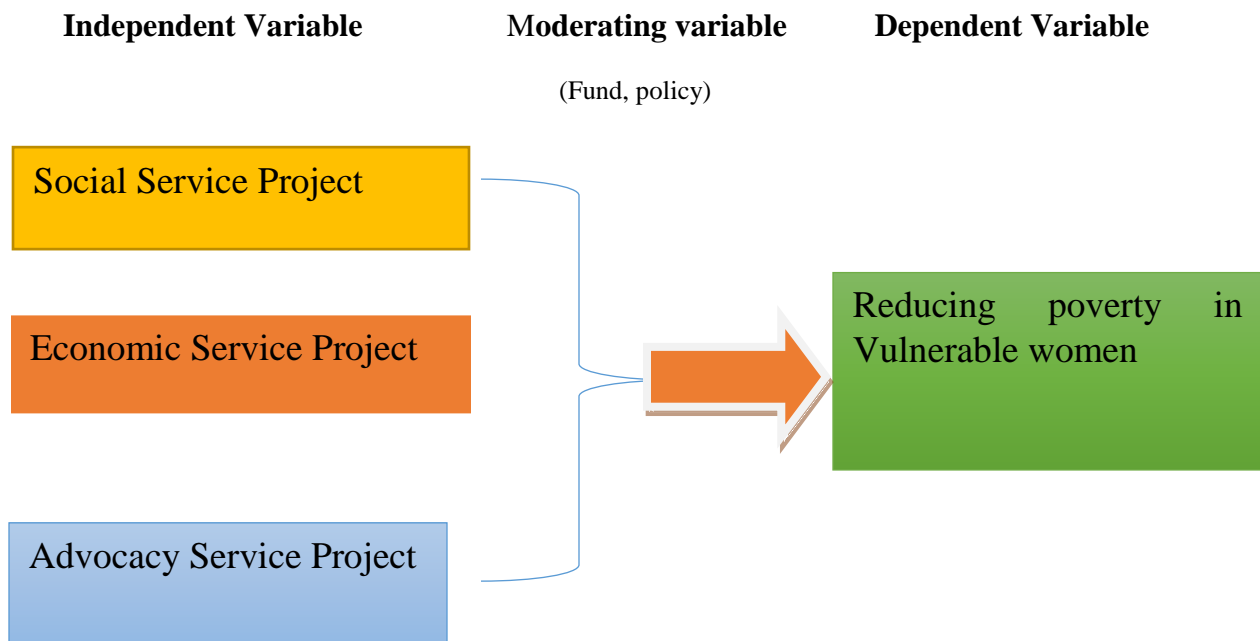 Independent Variable
Moderating variable
Dependent Variable
(Fund, policy)
Social Service Project
Economic Service Project
Advocacy Service Project
Reducing poverty in
Vulnerable women